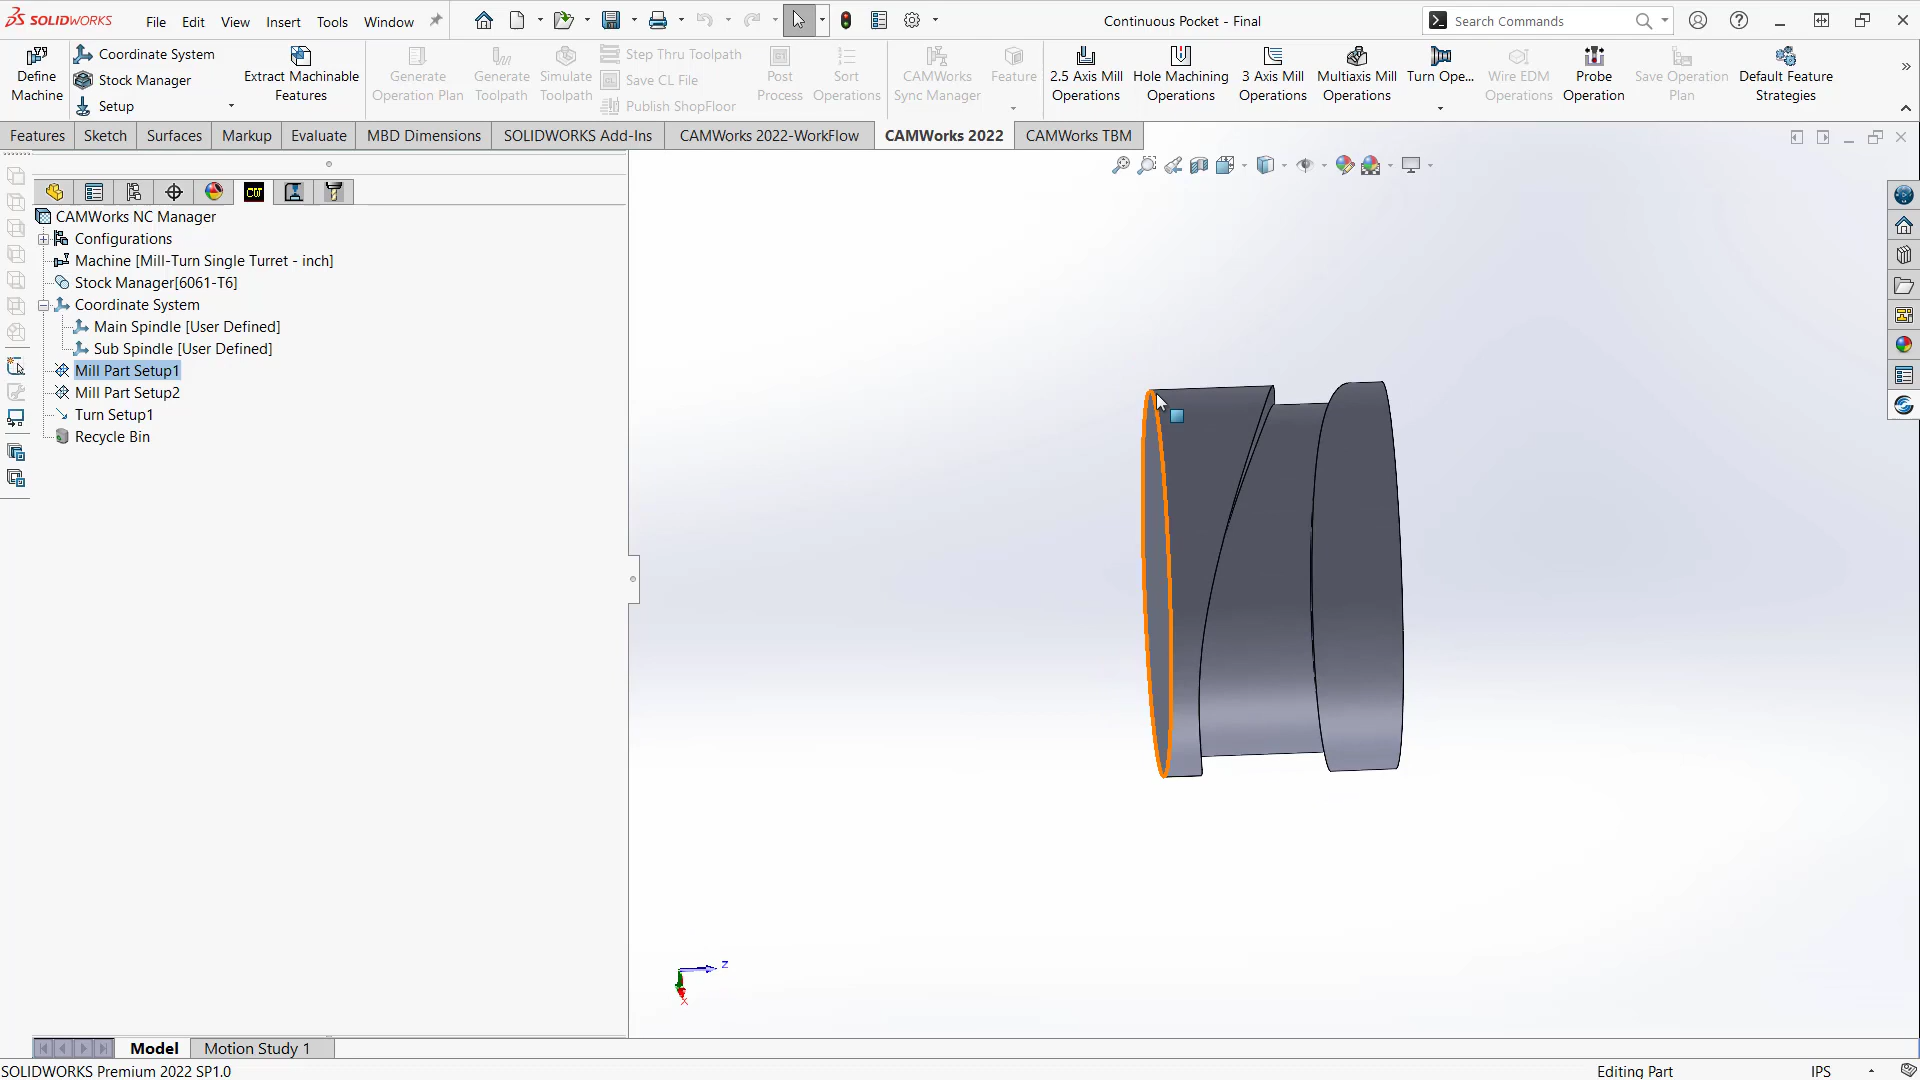 SOLIDWORKS
File Edit View Insert Tools Window
Continuous Pocket - Final
Search Commands
Define Machine
Coordinate System
Stock Manager
Setup
Extract Machinable Features
Generate Operation Plan
Generate Toolpath
Simulate Toolpath
Step Thru Toolpath
Save CL File
Publish ShopFloor
Post Process
Sort Operations
CAMWorks Sync Manager
Feature
2.5 Axis Mill Operations
Hole Machining Operations
3 Axis Mill Operations
Multiaxis Mill Operations
Turn Ope...
Wire EDM Operations
Probe Operation
Save Operation Plan
Default Feature Strategies
Features Sketch Surfaces Markup Evaluate MBD Dimensions SOLIDWORKS Add-Ins CAMWorks 2022-WorkFlow CAMWorks 2022 CAMWorks TBM
CW
CAMWorks NC Manager
Configurations
Machine [Mill-Turn Single Turret - inch]
Stock Manager[6061-T6]
Coordinate System
Main Spindle [User Defined]
Sub Spindle [User Defined]
Mill Part Setup1
Mill Part Setup2
Turn Setup1
Recycle Bin
Z
X
Model Motion Study 1
SOLIDWORKS Premium 2022 SP1.0
Editing Part
IPS